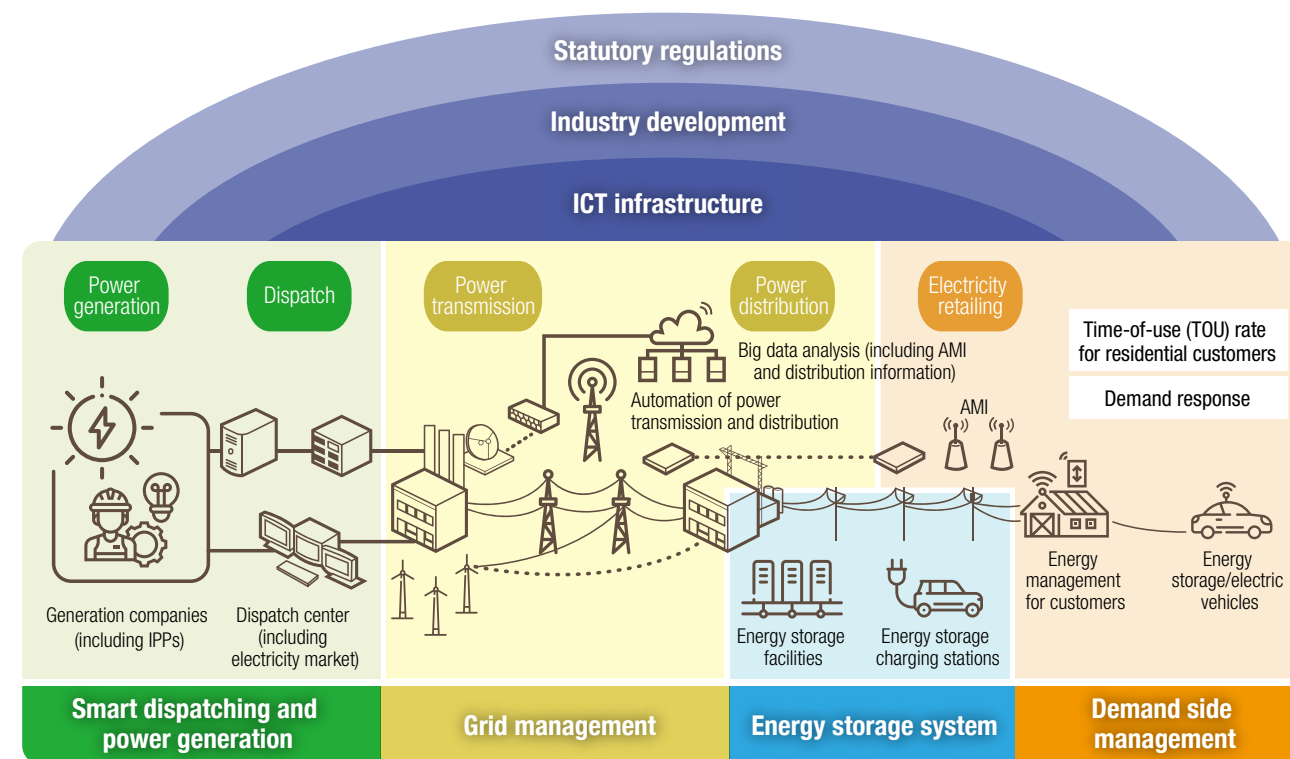 Statutory regulations
Industry development
ICT infrastructure
Power
generation
Dispatch
Power
transmission
Power
distribution
Electricity
retailing
Time-of-use (TOU) rate
for residential customers
Demand response
Big data analysis (including AMI
and distribution information)
Automation of power
transmission and distribution
AMI
Generation companies
(including IPPs)
Dispatch center
(including
electricity market)
Energy storage
facilities
Energy storage
charging stations
Energy
management
for customers
Energy
storage/electric
vehicles
Smart dispatching and
power generation
Grid management
Energy storage system
Demand side
management